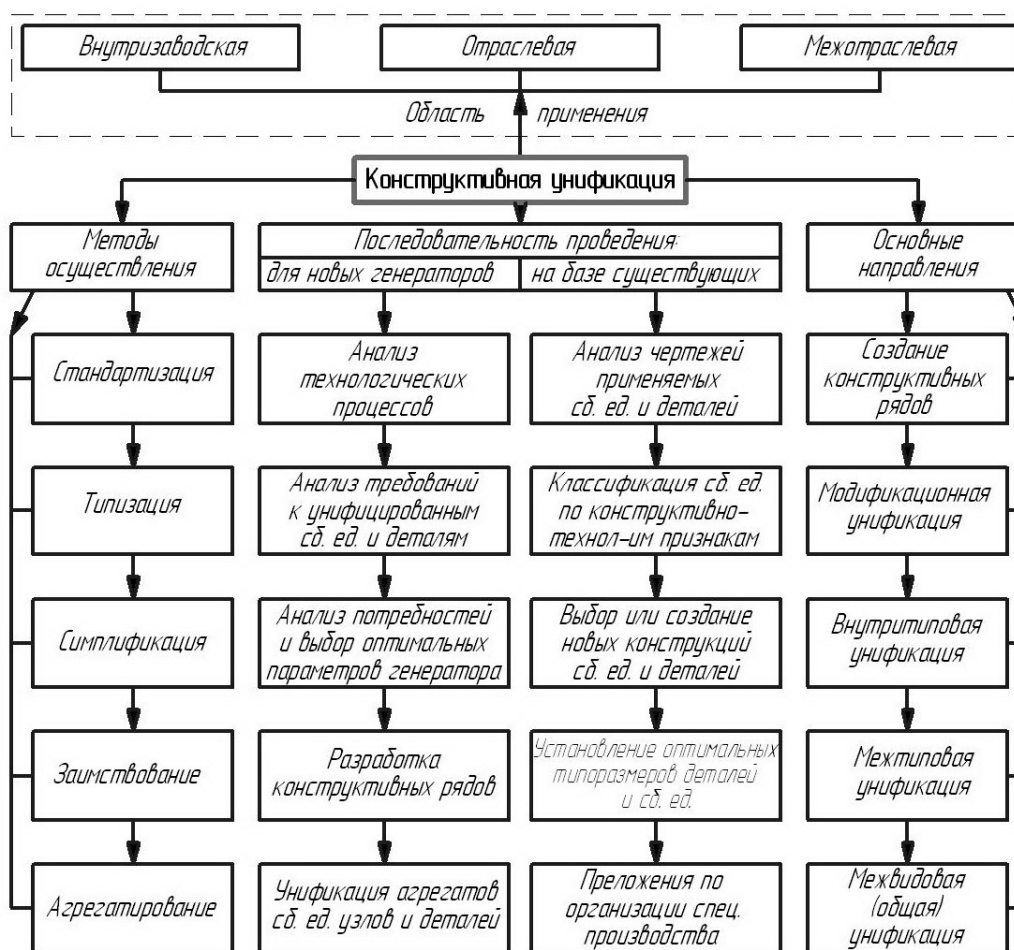 Внутризаводская
Отраслевая
Межотраслевая
Область применения
Конструктивная унификация
Методы
осуществления
Последовательность проведения:
для новых генераторов
на базе существующих
Основные
направления
Стандартизация
Анализ
технологических
процессов
Анализ чертежей
применяемых
сб. ед. и деталей
Создание
конструктивных
рядов
Типизация
Анализ требований
к унифицированным
сб. ед. и деталям
Классификация сб. ед.
по конструктивно-
технол-им признакам
Модификационная
унификация
Симплификация
Анализ потребностей
и выбор оптимальных
параметров генератора
Выбор или создание
новых конструкций
сб. ед. и деталей
Внутритиповая
унификация
Заимствование
Разработка
конструктивных рядов
Установление оптимальных
типоразмеров деталей
и сб. ед.
Межтиповая
унификация
Агрегатирование
Унификация агрегатов
сб. ед. узлов и деталей
Преложения по
организации спец.
производства
Межвидовая
(общая)
унификация